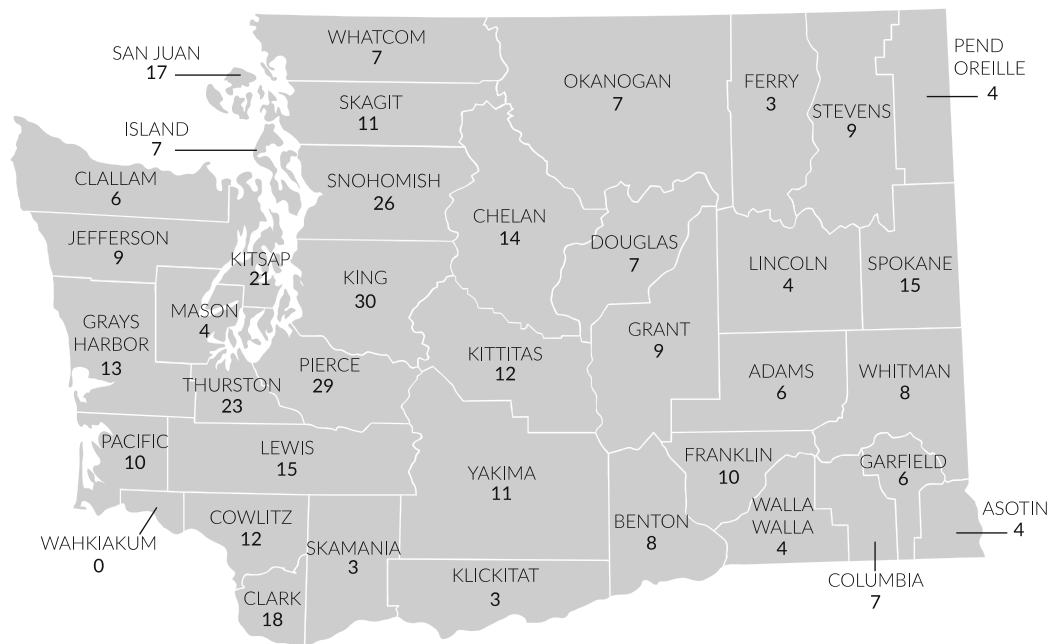 WHATCOM
7
SAN JUAN
17
OKANOGAN
7
FERRY
3
PEND
OREILLE
4
SKAGIT
11
STEVENS
9
ISLAND
7
CLALLAM
6
SNOHOMISH
26
CHELAN
14
JEFFERSON
9
DOUGLAS
7
KITSAP
21
KING
30
LINCOLN
4
SPOKANE
15
MASON
4
GRAYS
HARBOR
13
GRANT
9
KITTITAS
12
PIERCE
29
ADAMS
6
WHITMAN
8
THURSTON
23
PACIFIC
10
LEWIS
15
YAKIMA
11
FRANKLIN
10
GARFIELD
6
WALLA
WALLA
4
ASOTIN
4
BENTON
8
COWLITZ
12
WAHKIAKUM
0
SKAMANIA
3
KLICKITAT
3
COLUMBIA
7
CLARK
18